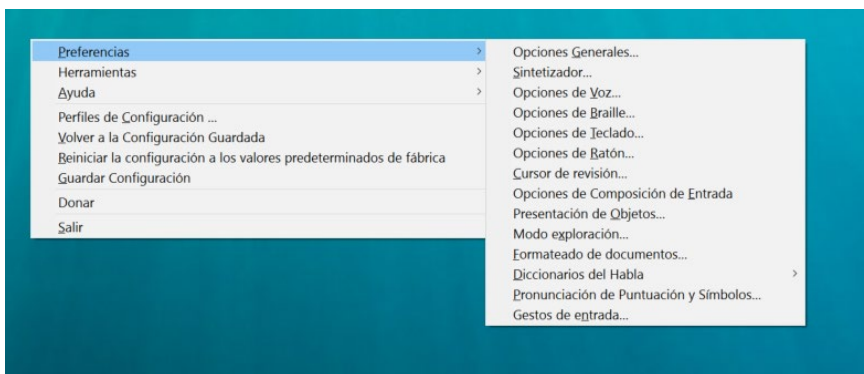 Preferencias
Herramientas
Ayuda
Perfiles de Configuración ...
Volver a la Configuración Guardada
Reiniciar la configuración a los valores predeterminados de fábrica
Guardar Configuración
Donar
Salir
Opciones Generales...
Sintetizador...
Opciones de Voz...
Opciones de Braille...
Opciones de Teclado...
Opciones de Ratón...
Cursor de revisión...
Opciones de Composición de Entrada
Presentación de Objetos...
Modo exploración...
Formateado de documentos...
Diccionarios del Habla
Pronunciación de Puntuación y Símbolos...
Gestos de entrada...